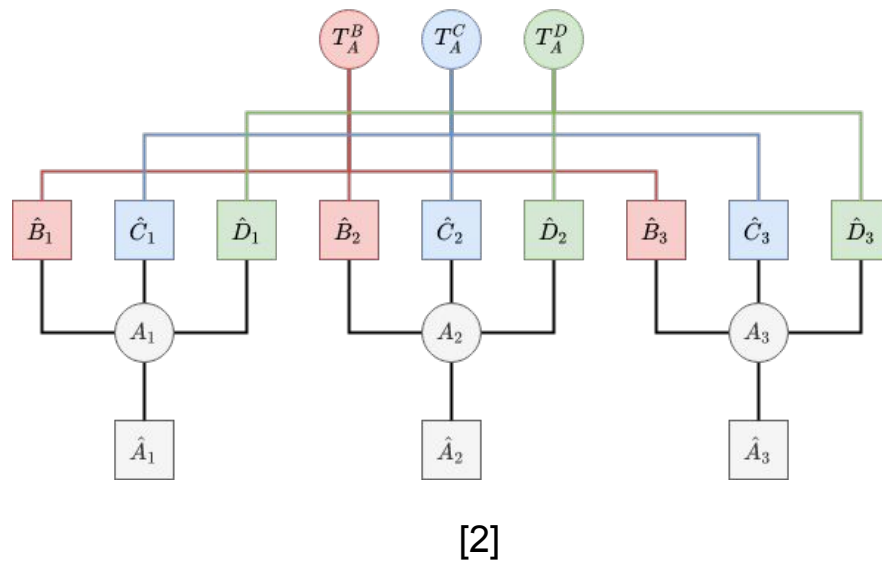 T_A^B T_A^C T_A^D
B̂₁ Ĉ₁ D̂₁ B̂₂ Ĉ₂ D̂₂ B̂₃ Ĉ₃ D̂₃
A₁ A₂ A₃
Â₁ Â₂ Â₃
[2]